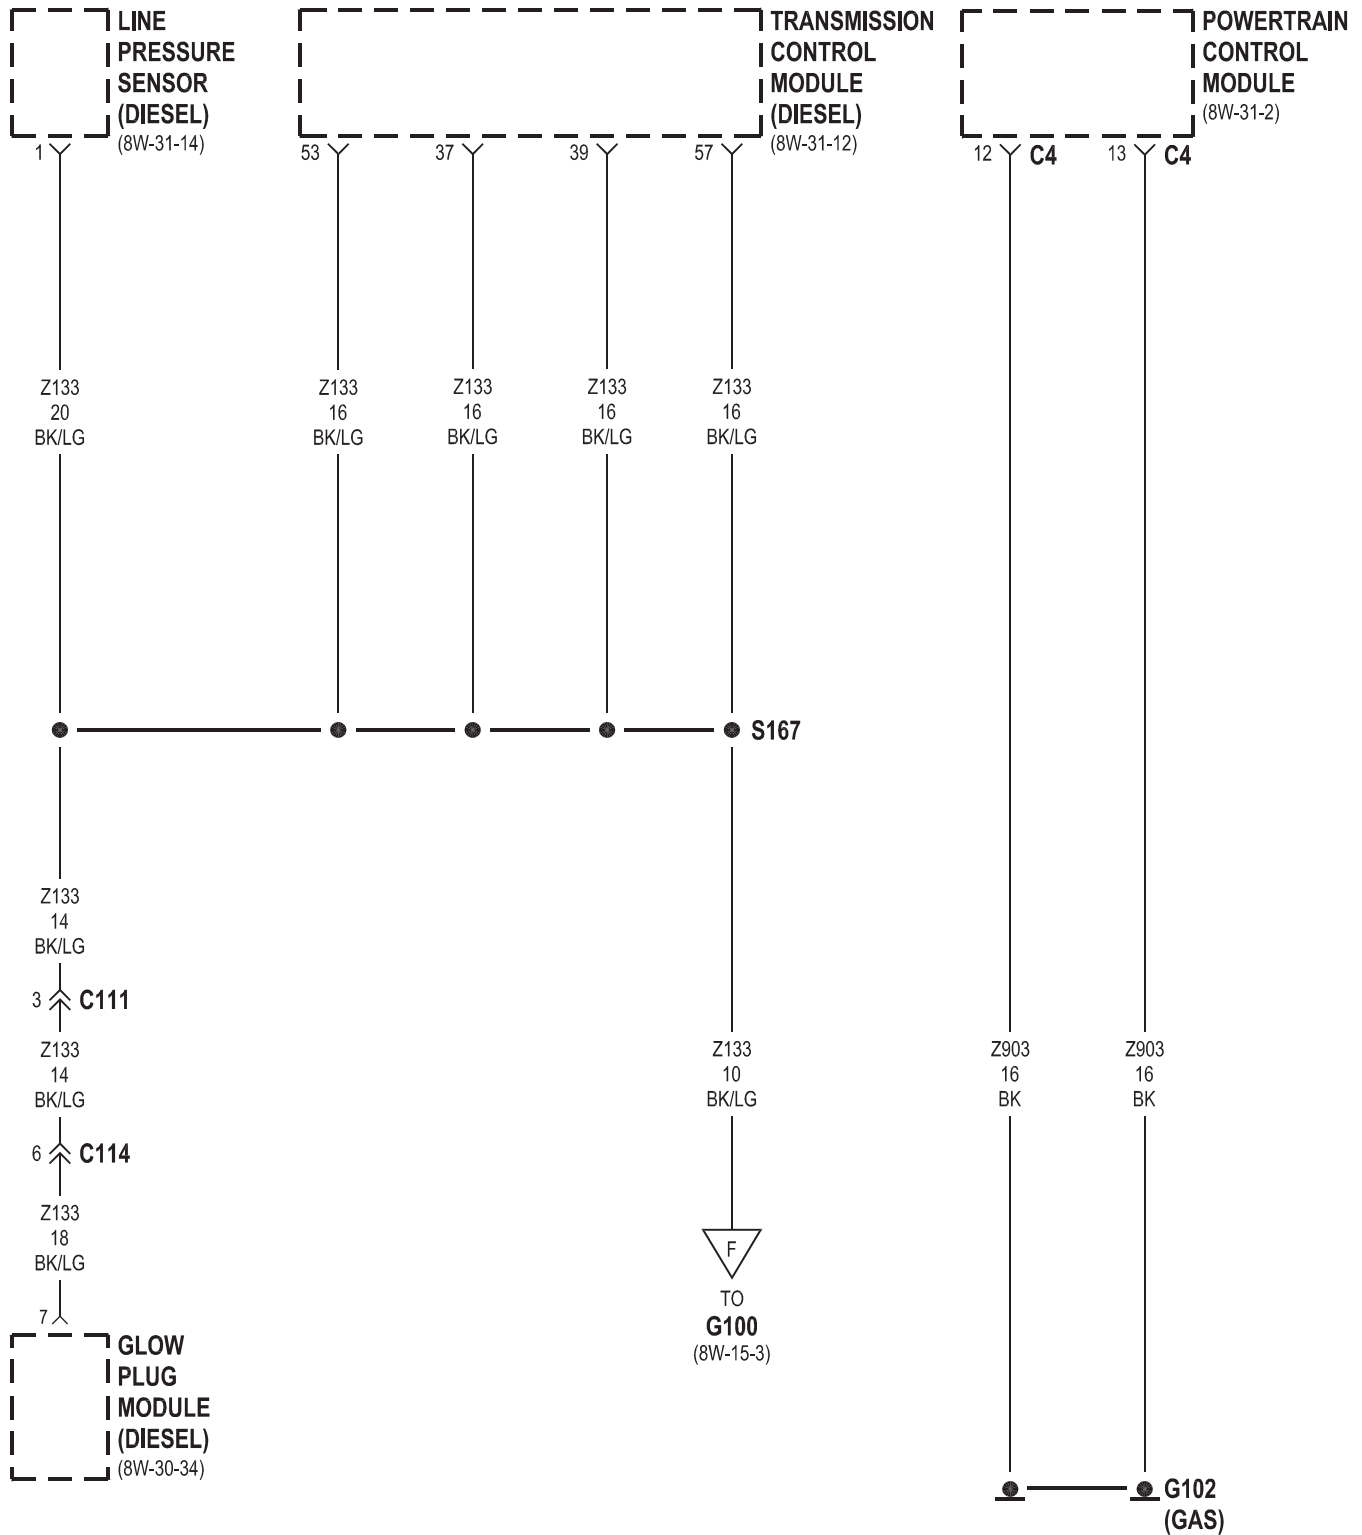 LINE
PRESSURE
SENSOR
(DIESEL)
(8W-31-14)
TRANSMISSION
CONTROL
MODULE
(DIESEL)
(8W-31-12)
POWERTRAIN
CONTROL
MODULE
(8W-31-2)
1
53
37
39
57
12 C4
13 C4
Z133
20
BK/LG
Z133
16
BK/LG
Z133
16
BK/LG
Z133
16
BK/LG
Z133
16
BK/LG
S167
Z133
14
BK/LG
3 C111
Z133
14
BK/LG
6 C114
Z133
18
BK/LG
7
GLOW
PLUG
MODULE
(DIESEL)
(8W-30-34)
Z133
10
BK/LG
F
TO
G100
(8W-15-3)
Z903
16
BK
Z903
16
BK
G102
(GAS)